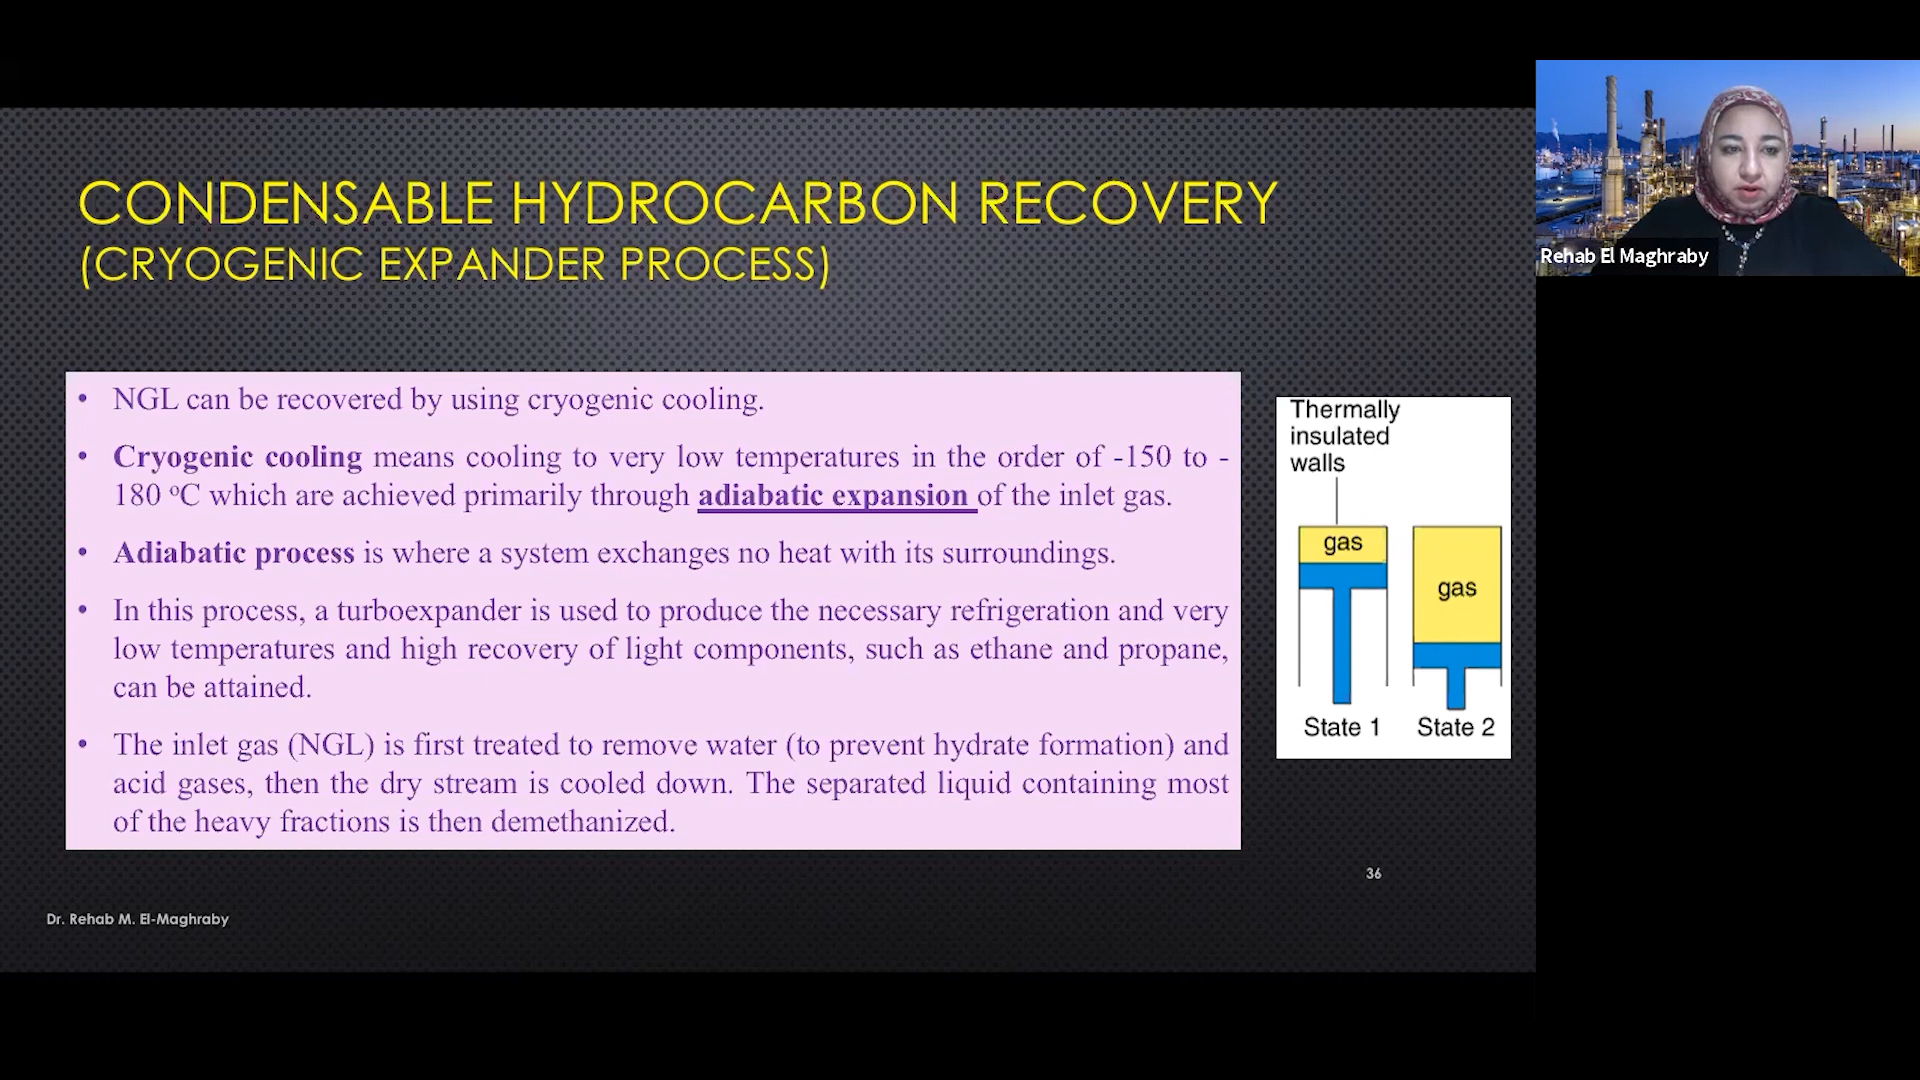 CONDENSABLE HYDROCARBON RECOVERY
(CRYOGENIC EXPANDER PROCESS)
• NGL can be recovered by using cryogenic cooling.
• Cryogenic cooling means cooling to very low temperatures in the order of -150 to -
180 ºC which are achieved primarily through adiabatic expansion of the inlet gas.
• Adiabatic process is where a system exchanges no heat with its surroundings.
• In this process, a turboexpander is used to produce the necessary refrigeration and very
low temperatures and high recovery of light components, such as ethane and propane,
can be attained.
• The inlet gas (NGL) is first treated to remove water (to prevent hydrate formation) and
acid gases, then the dry stream is cooled down. The separated liquid containing most
of the heavy fractions is then demethanized.
Thermally
insulated
walls
gas
gas
State 1
State 2
36
Dr. Rehab M. El-Maghraby
Rehab El Maghraby